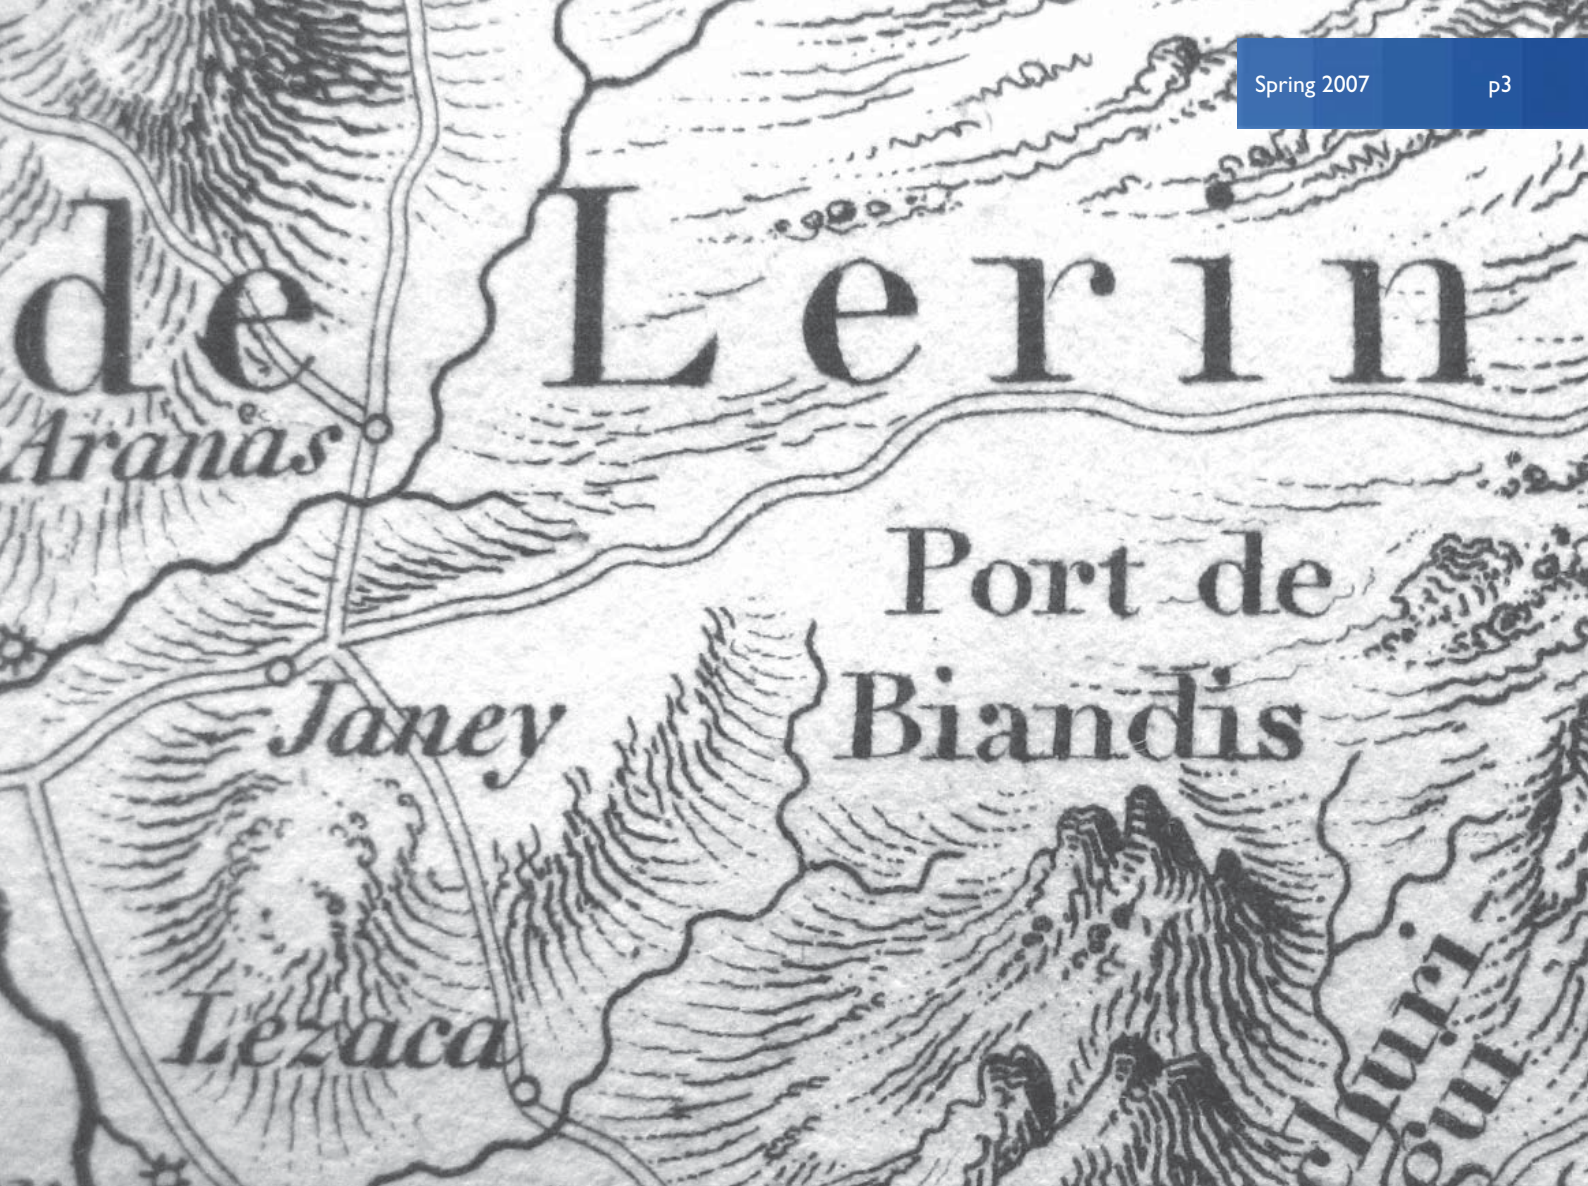 Spring 2007 p3
de Lerin
Aranas
Port de
Biandis
Janey
Lezaca